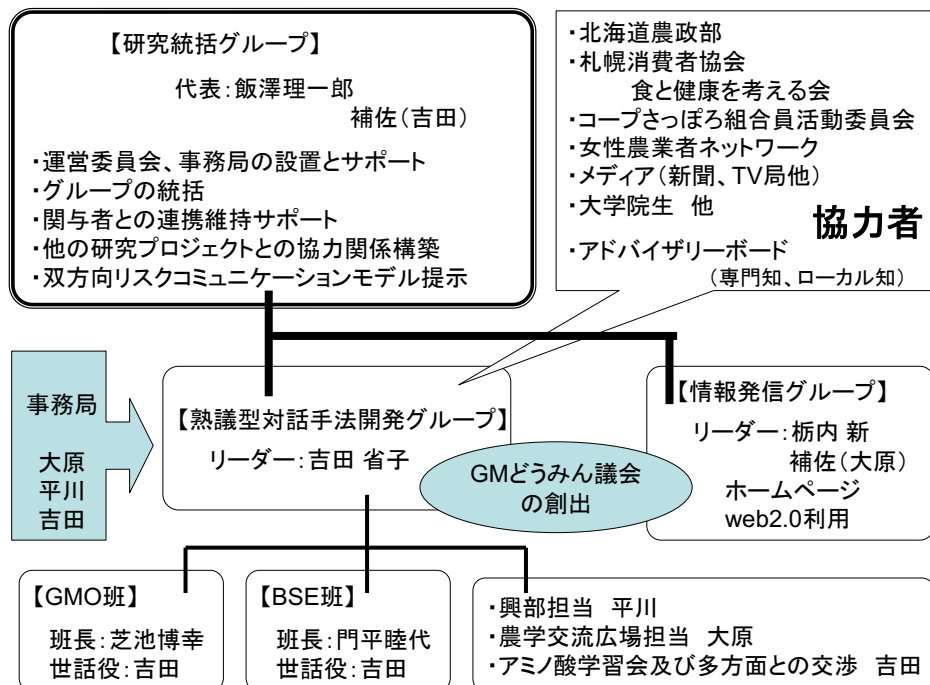 【研究統括グループ】
代表：飯澤理一郎
補佐（吉田）
・運営委員会、事務局の設置とサポート
・グループの統括
・関与者との連携維持サポート
・他の研究プロジェクトとの協力関係構築
・双方向リスクコミュニケーションモデル提示
・北海道農政部
・札幌消費者協会
食と健康を考える会
・コープさっぽろ組合員活動委員会
・女性農業者ネットワーク
・メディア（新聞、TV局他）
・大学院生 他
協力者
・アドバイザリーボード
（専門知、ローカル知）
事務局
大原
平川
吉田
【熟議型対話手法開発グループ】
リーダー：吉田 省子
GMどうみん議会
の創出
【情報発信グループ】
リーダー：栃内 新
補佐（大原）
ホームページ
web2.0利用
【GMO班】
班長：芝池博幸
世話役：吉田
【BSE班】
班長：門平睦代
世話役：吉田
・興部担当 平川
・農学交流広場担当 大原
・アミノ酸学習会及び多方面との交渉 吉田